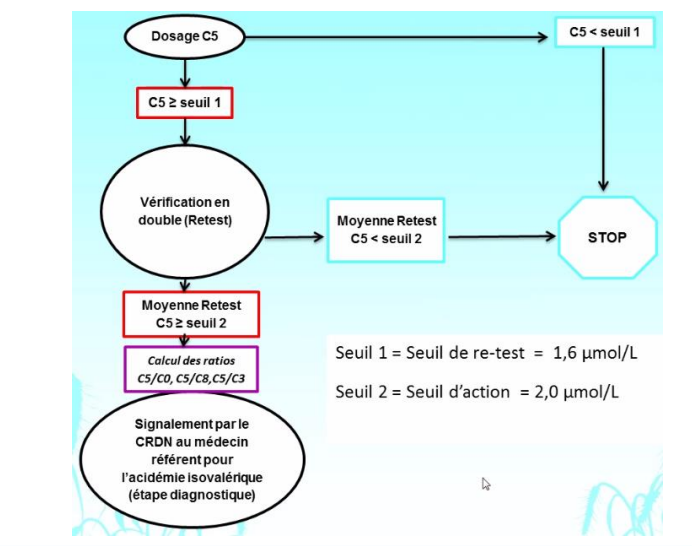 Dosage C5
C5 < seuil 1
C5 ≥ seuil 1
Vérification en
double (Retest)
Moyenne Retest
C5 < seuil 2
STOP
Moyenne Retest
C5 ≥ seuil 2
Calcul des ratios
C5/C0, C5/C8,C5/C3
Seuil 1 = Seuil de re-test = 1,6 µmol/L
Seuil 2 = Seuil d'action = 2,0 µmol/L
Signalement par le
CRDN au médecin
référent pour
l'acidémie isovalérique
(étape diagnostique)